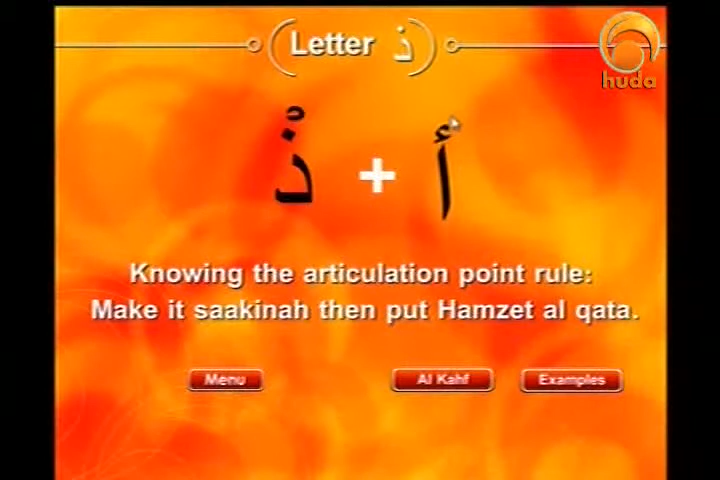 Letter ذ
huda
أ + ذْ
Knowing the articulation point rule:
Make it saakinah then put Hamzet al qata.
Menu
Al Kahf
Examples